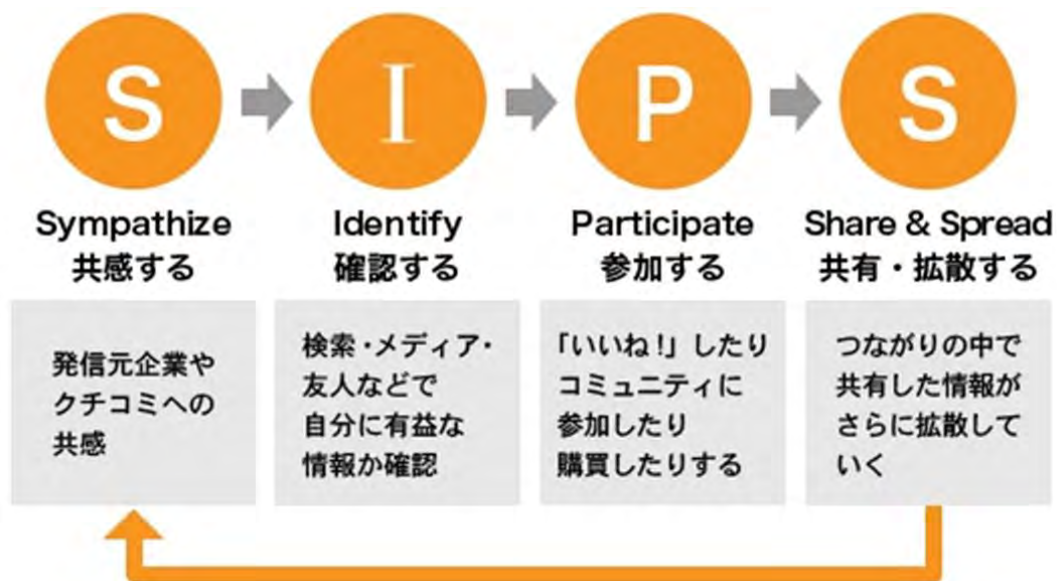 S
I
P
S
Sympathize
共感する
Identify
確認する
Participate
参加する
Share & Spread
共有・拡散する
発信元企業や
クチコミへの
共感
検索・メディア・
友人などで
自分に有益な
情報か確認
「いいね!」したり
コミュニティに
参加したり
購買したりする
つながりの中で
共有した情報が
さらに拡散して
いく